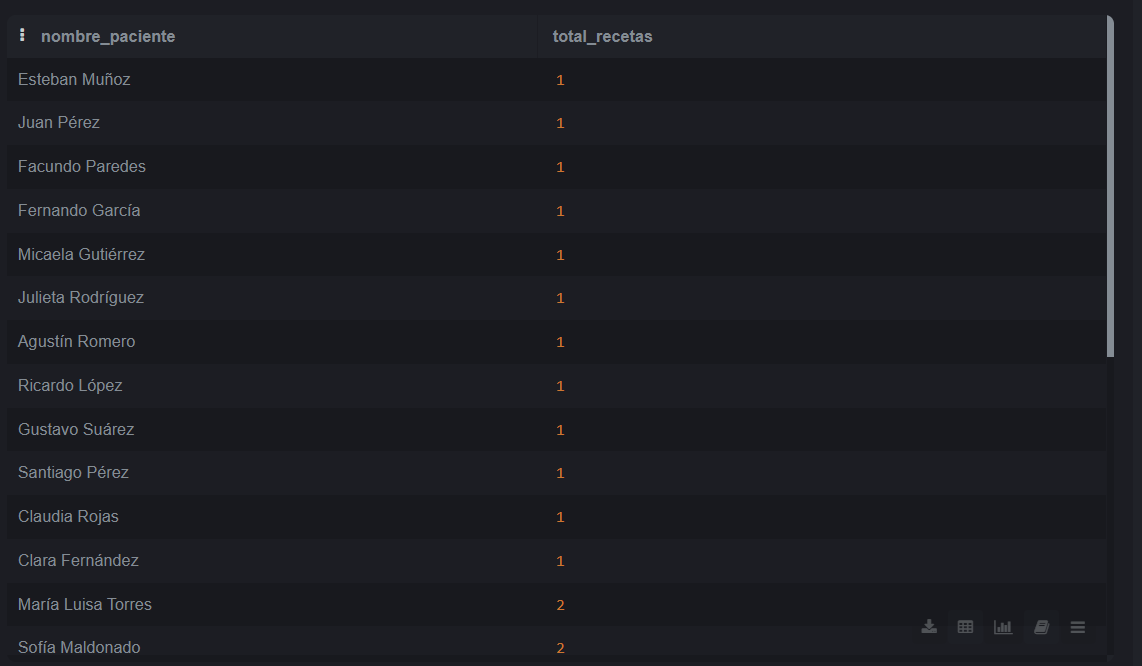 nombre_paciente total_recetas
Esteban Muñoz 1
Juan Pérez 1
Facundo Paredes 1
Fernando García 1
Micaela Gutiérrez 1
Julieta Rodríguez 1
Agustín Romero 1
Ricardo López 1
Gustavo Suárez 1
Santiago Pérez 1
Claudia Rojas 1
Clara Fernández 1
María Luisa Torres 2
Sofía Maldonado 2